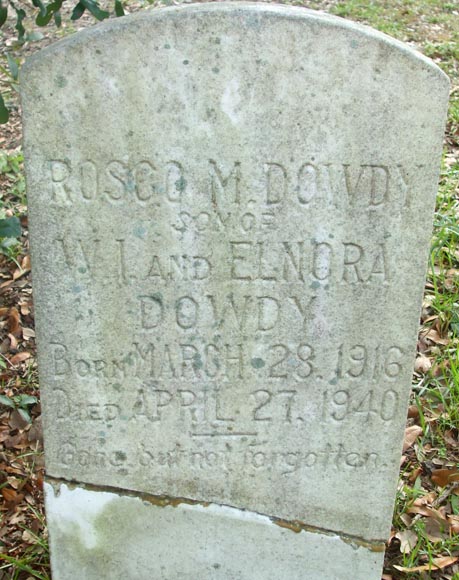 ROSCO M. DOWDY
SON OF
W. I. AND ELNORA
DOWDY
BORN MARCH 28, 1916
DIED APRIL 27, 1940
Gone, but not forgotten.